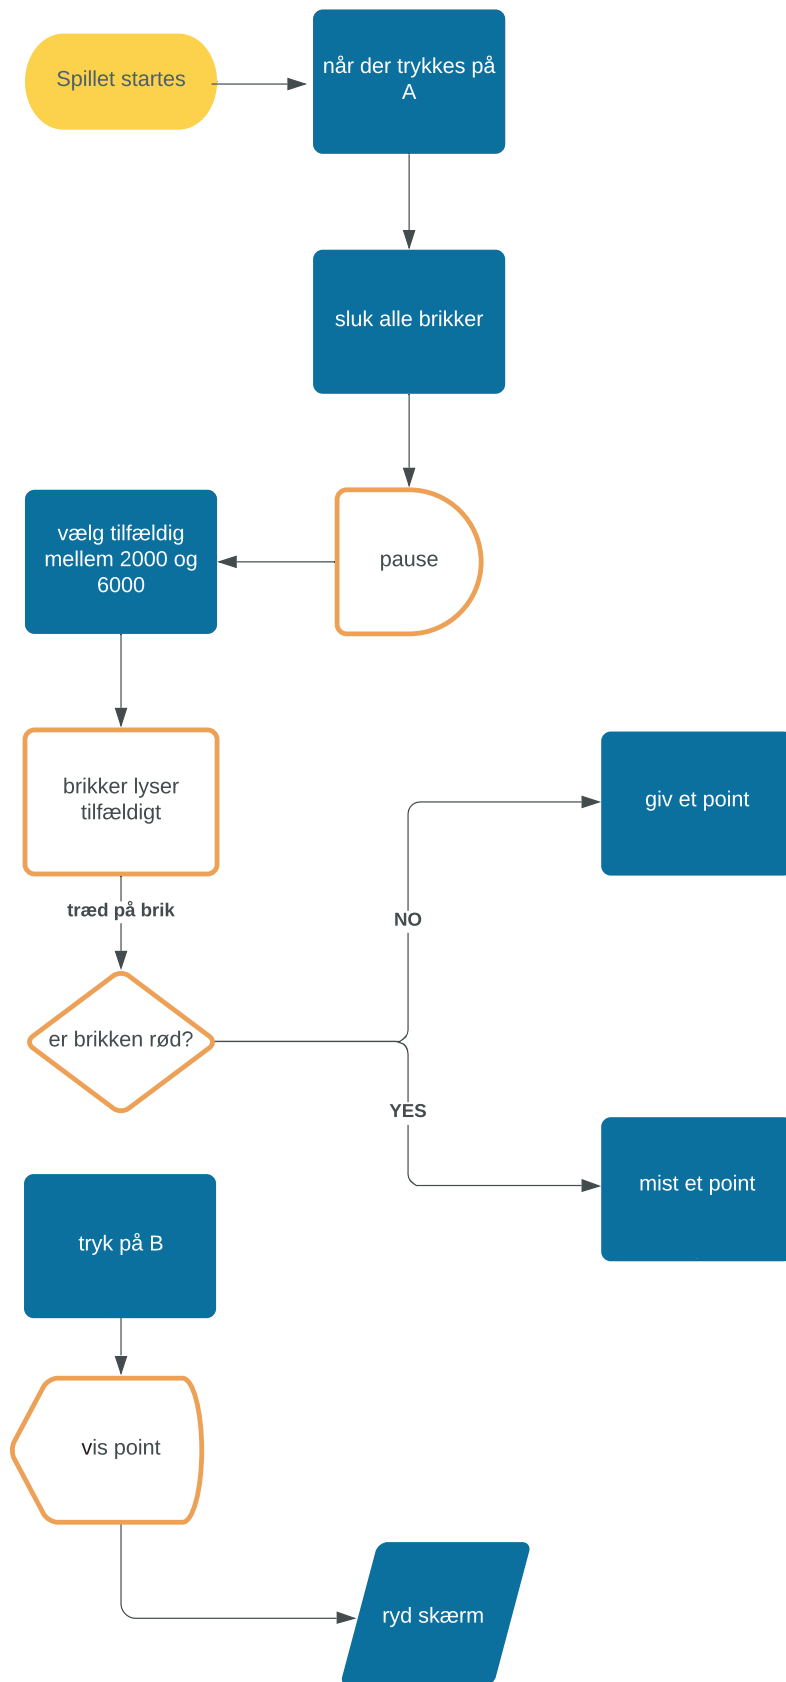 Spillet startes
når der trykkes på
A
sluk alle brikker
pause
vælg tilfældig
mellem 2000 og
6000
brikker lyser
tilfældigt
træd på brik
er brikken rød?
NO
giv et point
YES
mist et point
tryk på B
vis point
ryd skærm